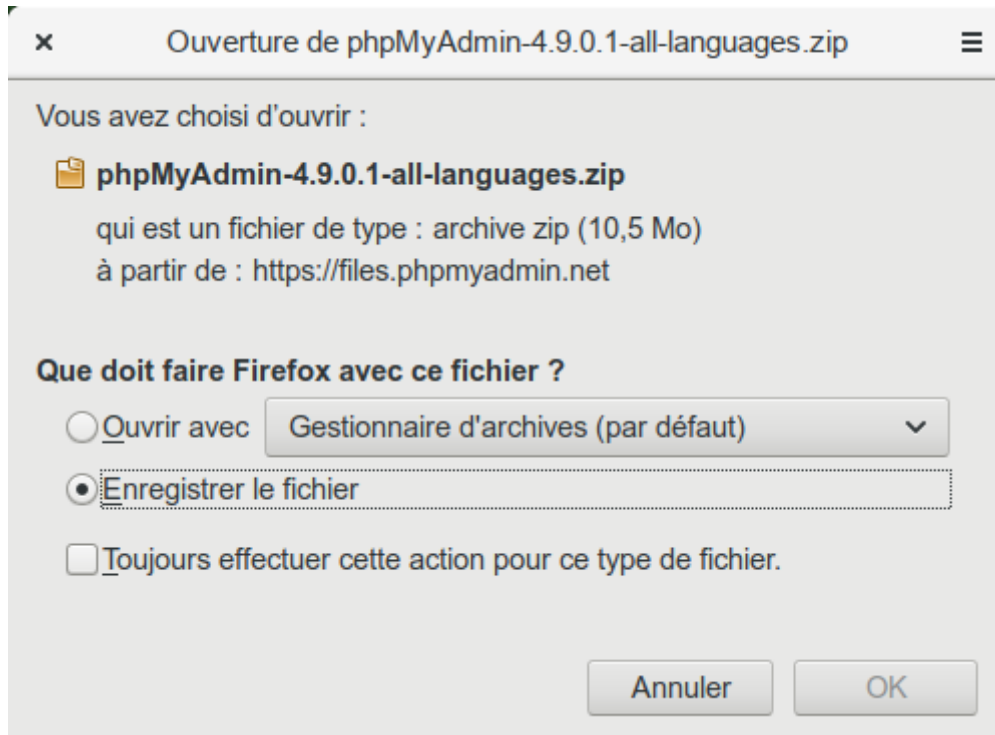 Ouverture de phpMyAdmin-4.9.0.1-all-languages.zip
Vous avez choisi d’ouvrir :
phpMyAdmin-4.9.0.1-all-languages.zip
qui est un fichier de type : archive zip (10,5 Mo)
à partir de : https://files.phpmyadmin.net
Que doit faire Firefox avec ce fichier ?
Ouvrir avec Gestionnaire d'archives (par défaut)
Enregistrer le fichier
Toujours effectuer cette action pour ce type de fichier.
Annuler OK